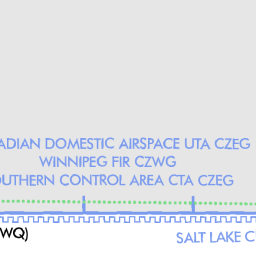 ADIAN DOMESTIC AIRSPACE UTA CZEG
WINNIPEG FIR CZWG
OUTHERN CONTROL AREA CTA CZEG
WQ)
SALT LAKE C